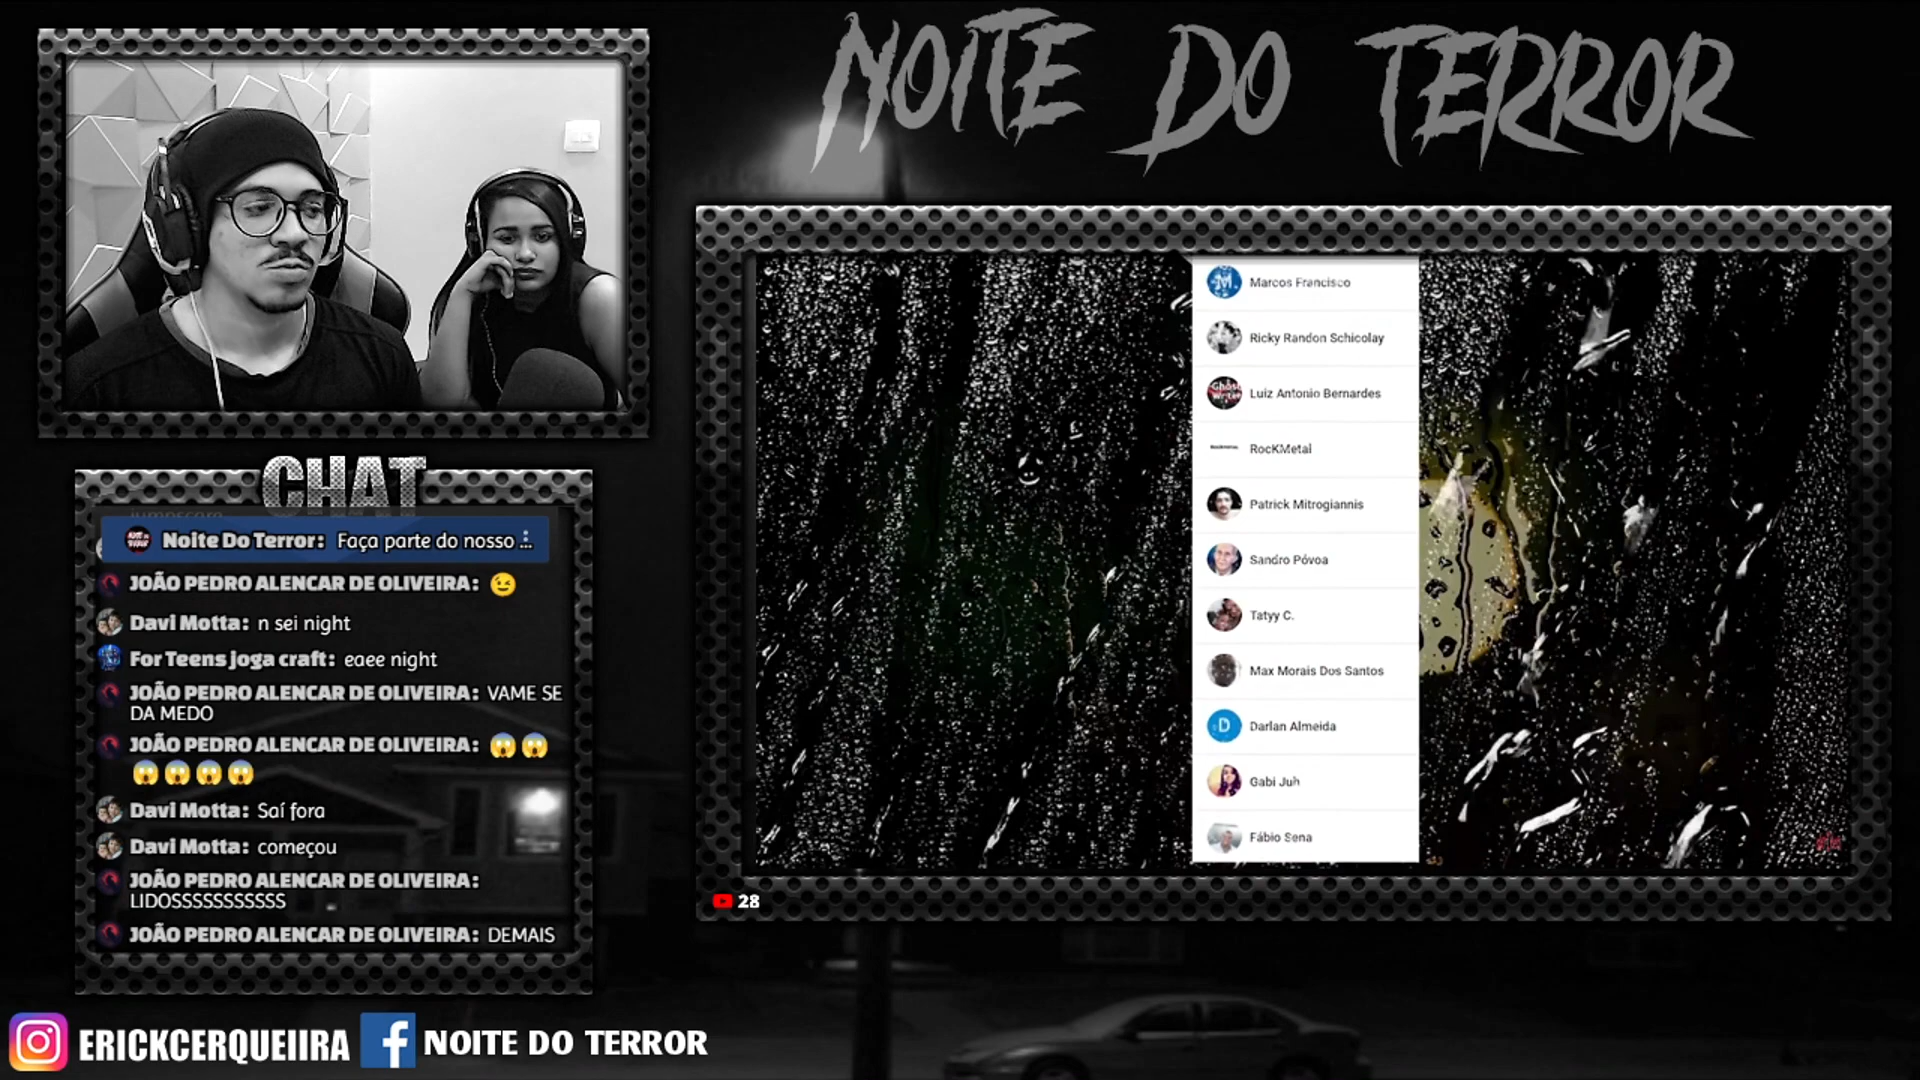 NOITE DO TERROR
Marcos Francisco
Ricky Randon Schicolay
Luiz Antonio Bernardes
RocKMetal
Patrick Mitrogiannis
Sandro Póvoa
Tatyy C.
Max Morais Dos Santos
D
Darlan Almeida
Gabi Juh
Fábio Sena
28
CHAT
jumpscare
Noite Do Terror: Faça parte do nosso ...
JOÃO PEDRO ALENCAR DE OLIVEIRA: 😉
Davi Motta: n sei night
For Teens joga craft: eaee night
JOÃO PEDRO ALENCAR DE OLIVEIRA: VAME SE
DA MEDO
JOÃO PEDRO ALENCAR DE OLIVEIRA: 😱😱
😱😱😱😱
Davi Motta: Saí fora
Davi Motta: começou
JOÃO PEDRO ALENCAR DE OLIVEIRA:
LIDOSSSSSSSSSSS
JOÃO PEDRO ALENCAR DE OLIVEIRA: DEMAIS
ERICKCERQUEIIRA
NOITE DO TERROR